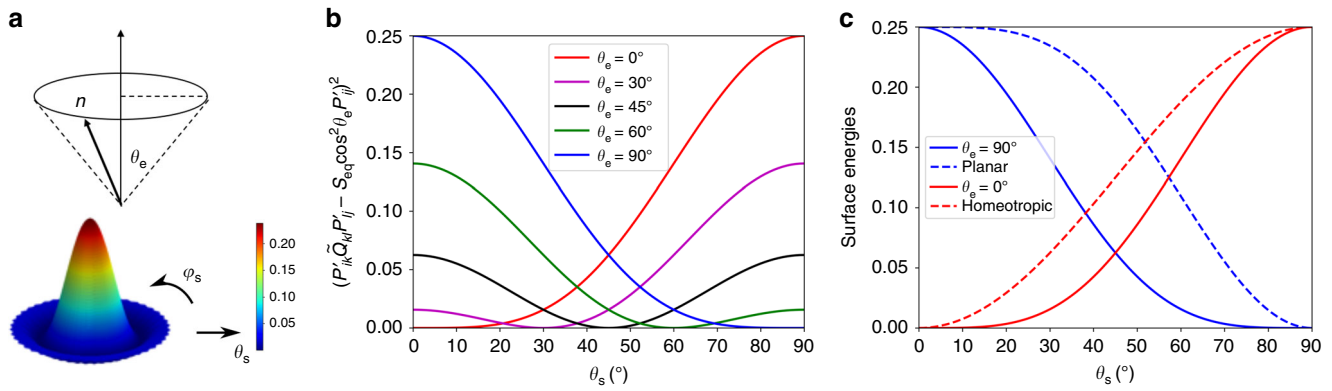 a
n
θe
0.20
0.15
0.10
0.05
φs
θs
b
(P′ikQ̃klP′lj − Seqcos²θeP′ij)²
0.25
0.20
0.15
0.10
0.05
0.00
θe = 0°
θe = 30°
θe = 45°
θe = 60°
θe = 90°
0 10 20 30 40 50 60 70 80 90
θs (°)
c
Surface energies
0.25
0.20
0.15
0.10
0.05
0.00
θe = 90°
Planar
θe = 0°
Homeotropic
0 10 20 30 40 50 60 70 80 90
θs (°)